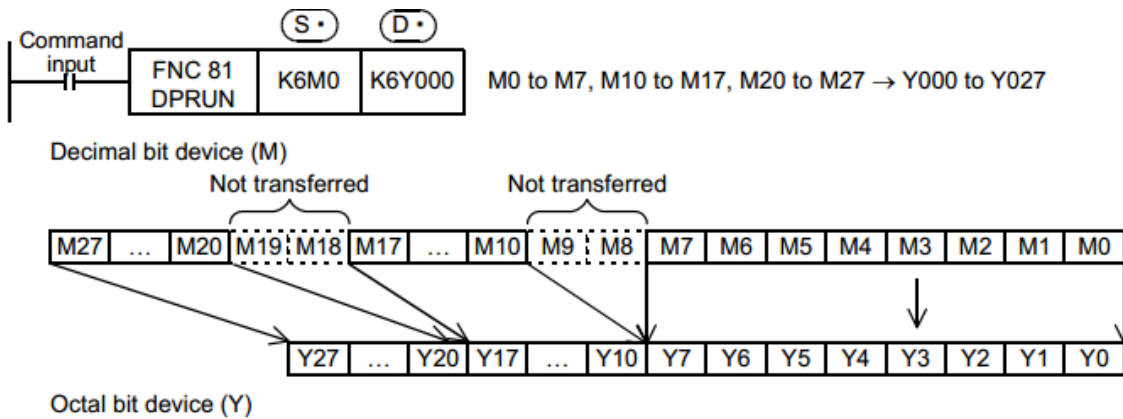 S • D •
Command
input
FNC 81
DPRUN K6M0 K6Y000 M0 to M7, M10 to M17, M20 to M27 → Y000 to Y027
Decimal bit device (M)
Not transferred Not transferred
M27 ... M20 M19 M18 M17 ... M10 M9 M8 M7 M6 M5 M4 M3 M2 M1 M0
Y27 ... Y20 Y17 ... Y10 Y7 Y6 Y5 Y4 Y3 Y2 Y1 Y0
Octal bit device (Y)